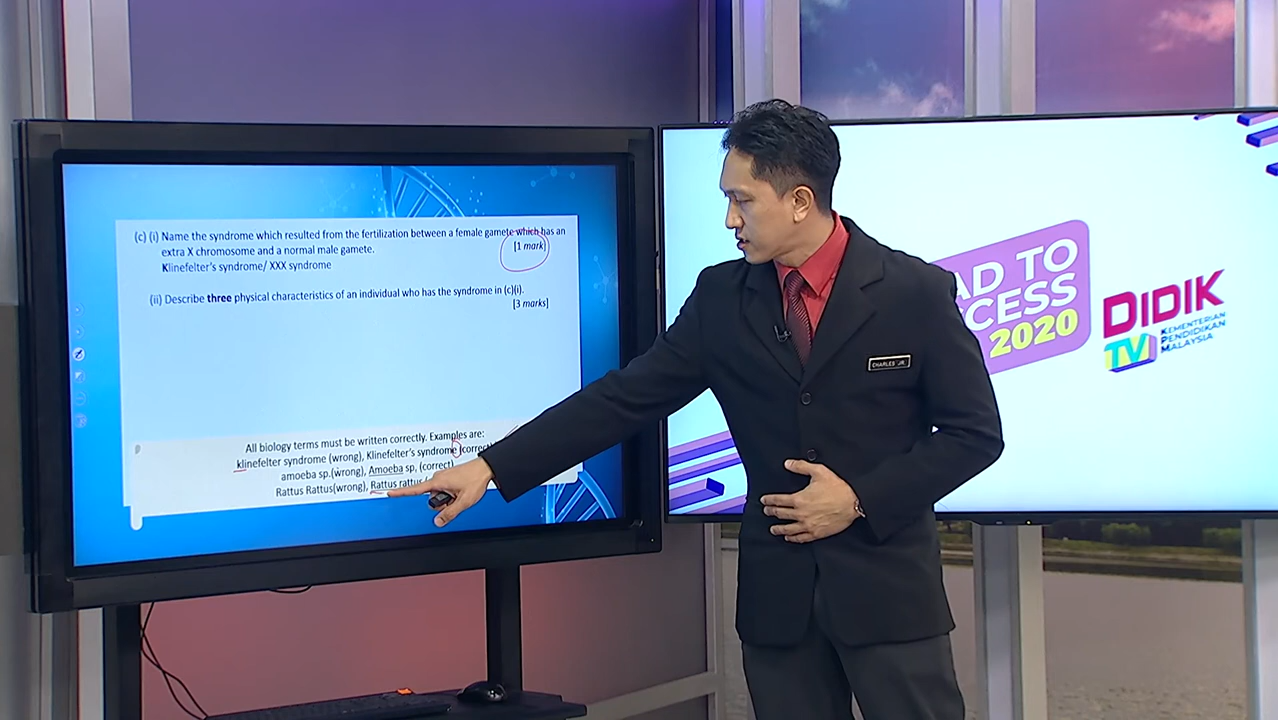 (c) (i) Name the syndrome which resulted from the fertilization between a female gamete which has an
extra X chromosome and a normal male gamete.
[1 mark]
Klinefelter's syndrome/ XXX syndrome
(ii) Describe three physical characteristics of an individual who has the syndrome in (c)(i).
[3 marks]
All biology terms must be written correctly. Examples are:
klinefelter syndrome (wrong), Klinefelter's syndrome (correct)
amoeba sp.(wrong), Amoeba sp, (correct)
Rattus Rattus(wrong), Rattus rattus
CHARLES JR.
AD TO
CCESS
2020
DIDIK
TV
KEMENTERIAN
PENDIDIKAN
MALAYSIA